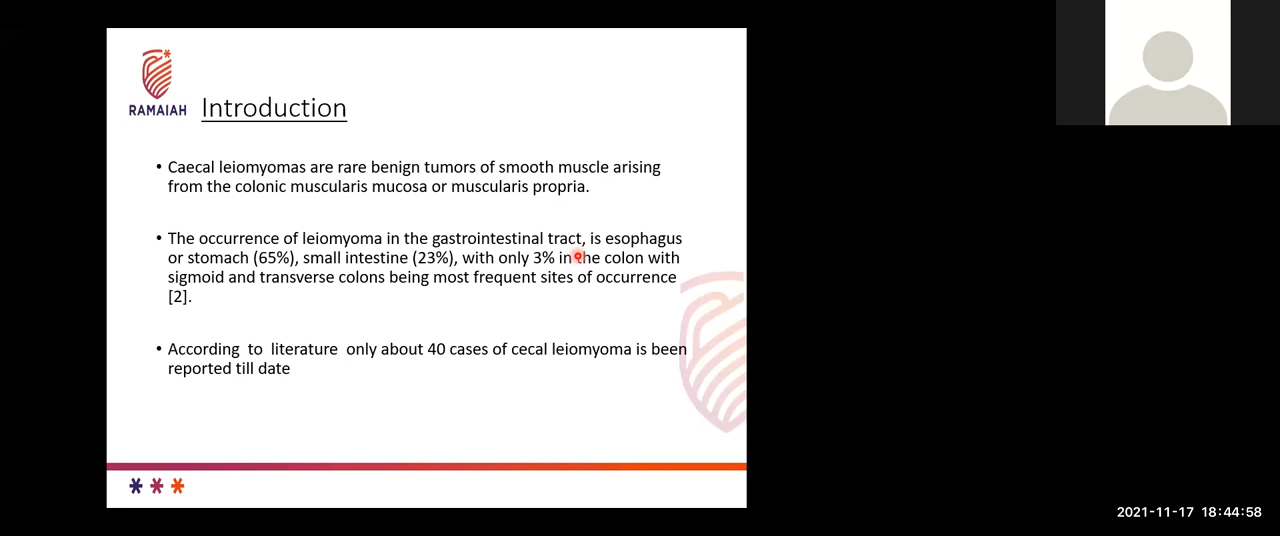 RAMAIAH
Introduction
• Caecal leiomyomas are rare benign tumors of smooth muscle arising
from the colonic muscularis mucosa or muscularis propria.
• The occurrence of leiomyoma in the gastrointestinal tract, is esophagus
or stomach (65%), small intestine (23%), with only 3% in the colon with
sigmoid and transverse colons being most frequent sites of occurrence
[2].
• According to literature only about 40 cases of cecal leiomyoma is been
reported till date
2021-11-17 18:44:58